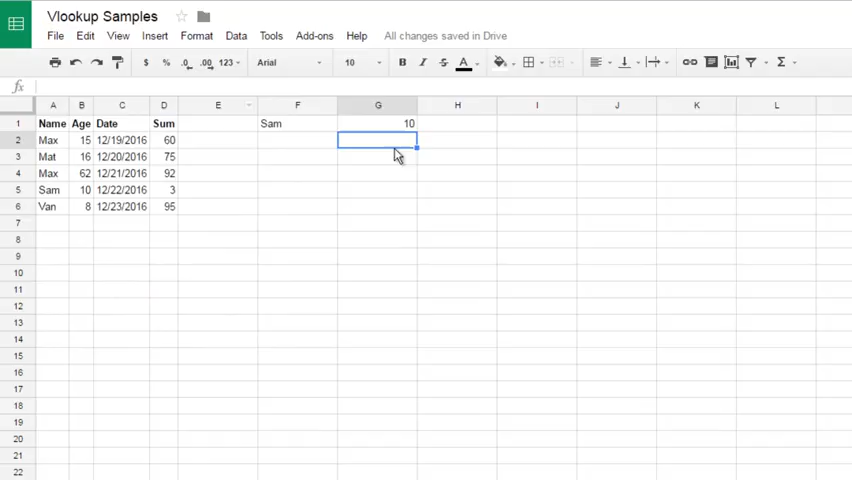 Vlookup Samples
File Edit View Insert Format Data Tools Add-ons Help All changes saved in Drive
$ % .0 .00 123 Arial 10 B I S A Σ
fx
A B C D E F G H I J K L
1 Name Age Date Sum Sam 10
2 Max 15 12/19/2016 60
3 Mat 16 12/20/2016 75
4 Max 62 12/21/2016 92
5 Sam 10 12/22/2016 3
6 Van 8 12/23/2016 95
7
8
9
10
11
12
13
14
15
16
17
18
19
20
21
22